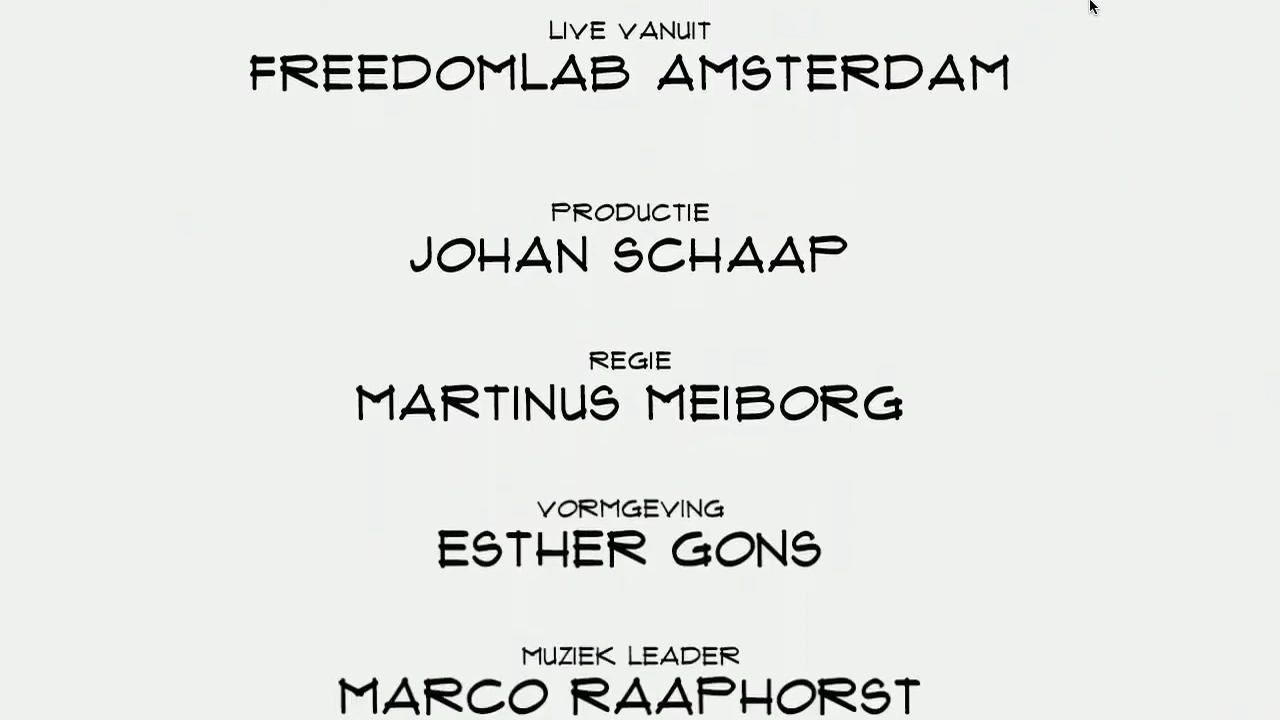 LIVE VANUIT
FREEDOMLAB AMSTERDAM
PRODUCTIE
JOHAN SCHAAP
REGIE
MARTINUS MEIBORG
VORMGEVING
ESTHER GONS
MUZIEK LEADER
MARCO RAAPHORST